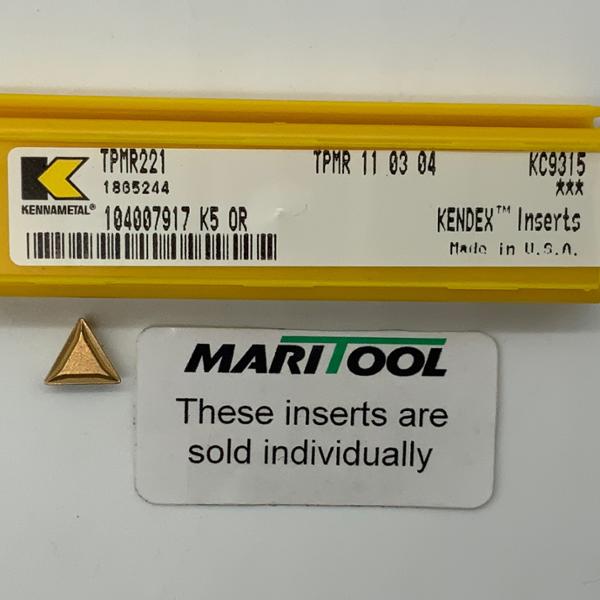 TPMR221 TPMR 11 03 04 KC9315
1865244 ***
KENNAMETAL®
104007917 K5 OR KENDEX™ Inserts
Made in U.S.A.
MARITOOL
These inserts are
sold individually